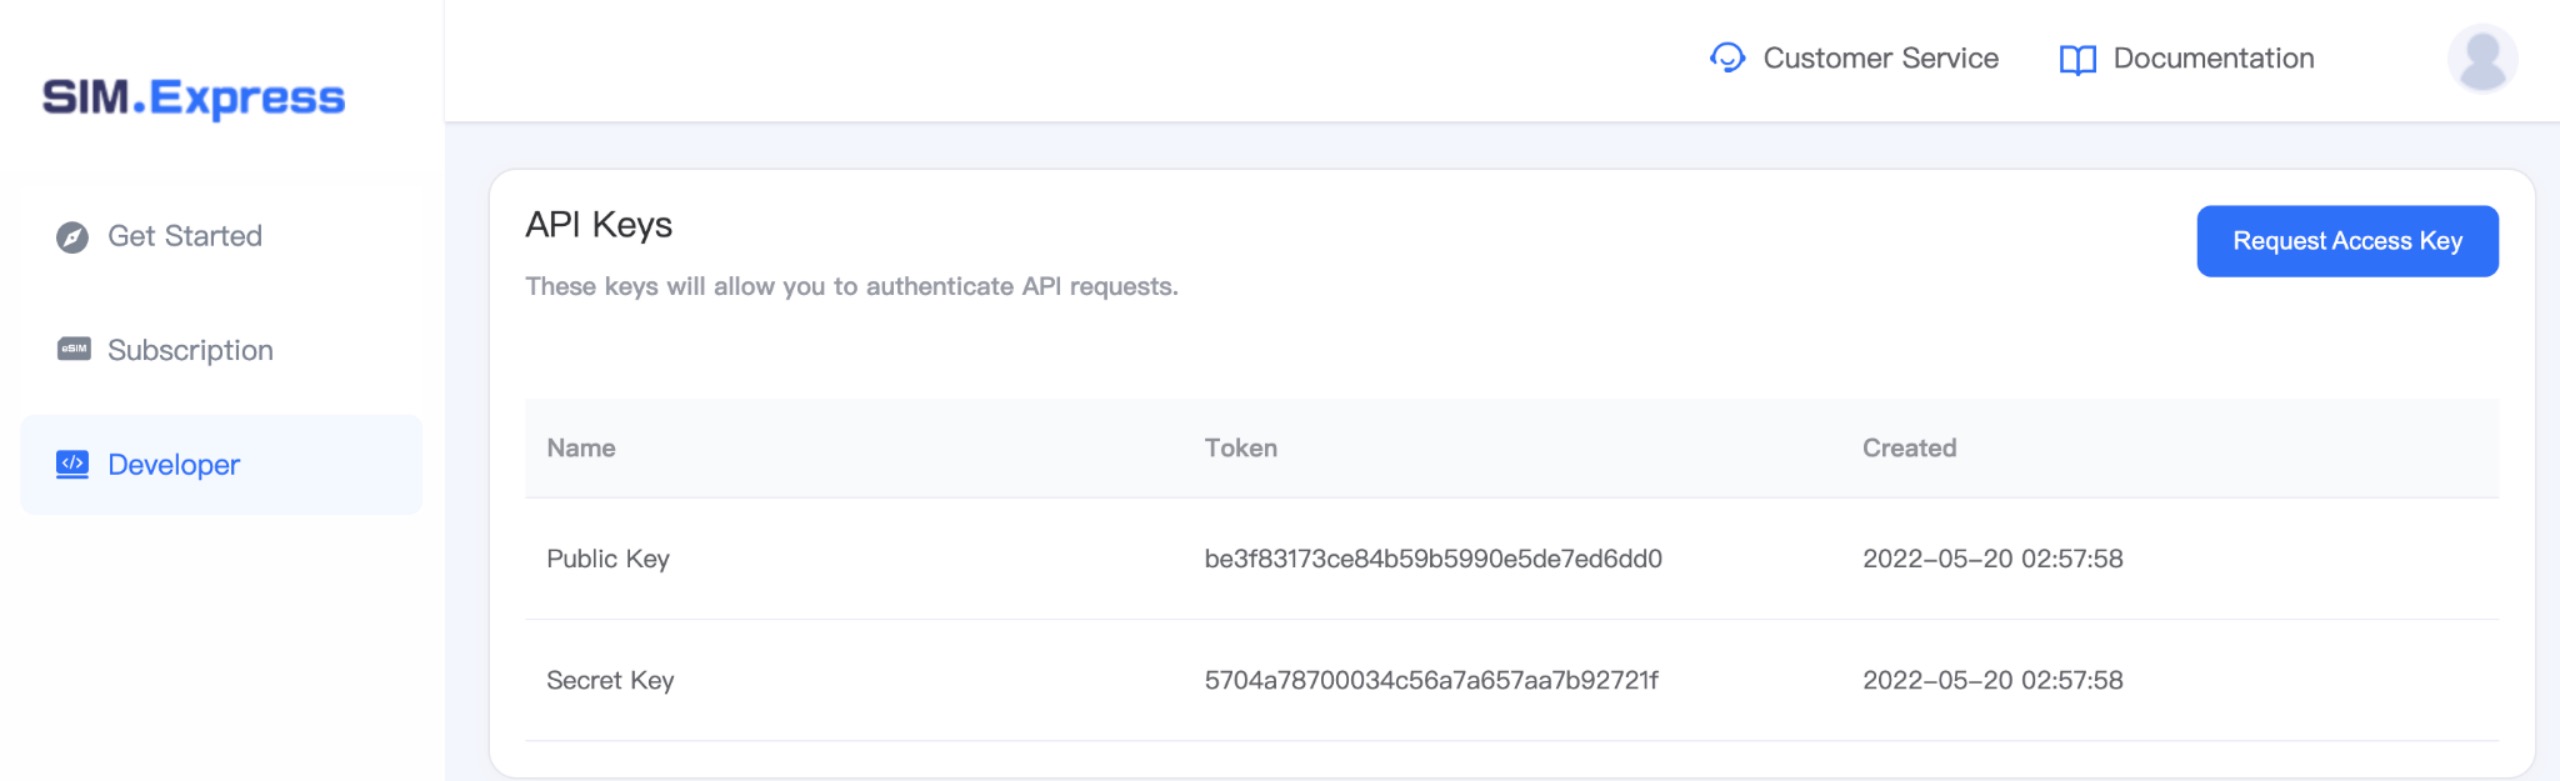 SIM.Express
Customer Service
Documentation
Get Started
eSIM
Subscription
</>
Developer
API Keys
Request Access Key
These keys will allow you to authenticate API requests.
Name Token Created
Public Key be3f83173ce84b59b5990e5de7ed6dd0 2022-05-20 02:57:58
Secret Key 5704a78700034c56a7a657aa7b92721f 2022-05-20 02:57:58